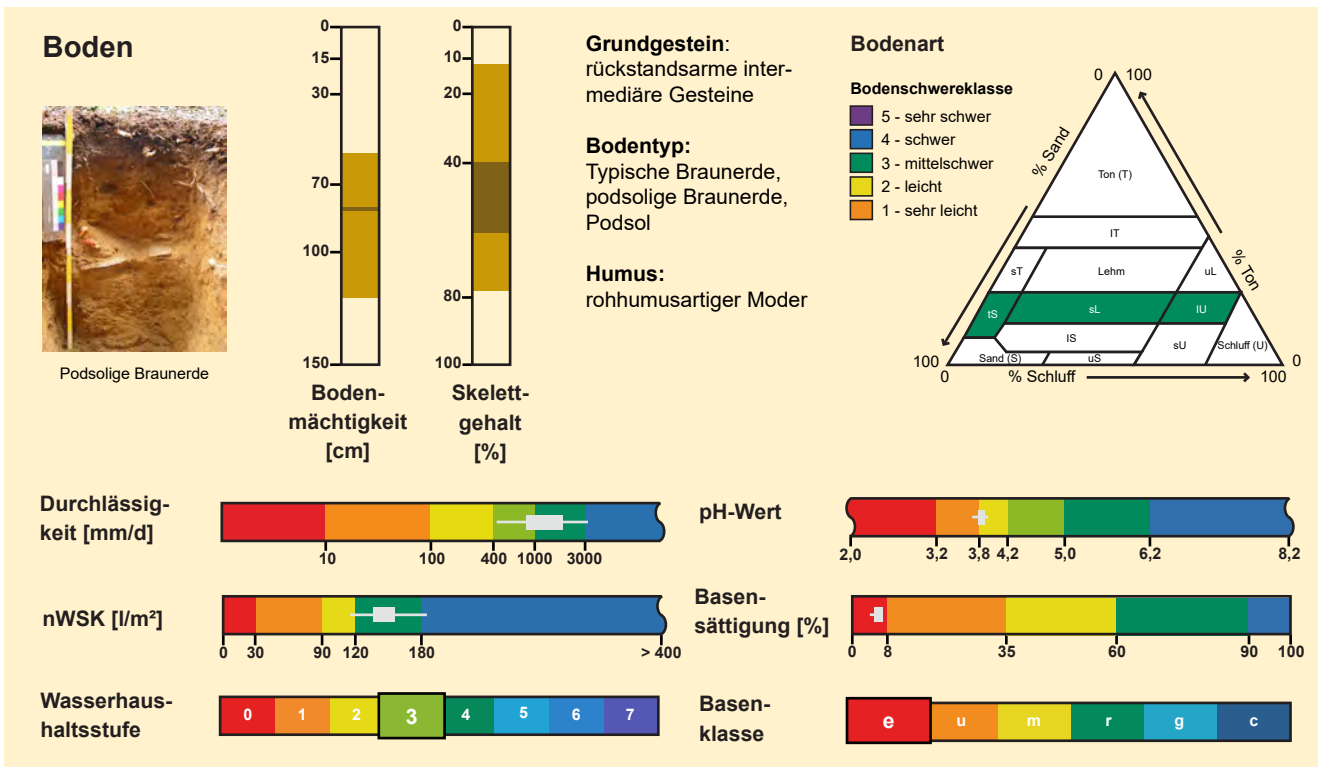 Boden
Podsolige Braunerde
0
15
30
70
100
150
Boden-
mächtigkeit
[cm]
0
10
20
40
80
100
Skelett-
gehalt
[%]
Grundgestein:
rückstandsarme inter-
mediäre Gesteine
Bodentyp:
Typische Braunerde,
podsolige Braunerde,
Podsol
Humus:
rohhumusartiger Moder
Bodenart
Bodenschwereklasse
5 - sehr schwer
4 - schwer
3 - mittelschwer
2 - leicht
1 - sehr leicht
0 100
% Sand
% Ton
Ton (T)
lT
sT Lehm uL
tS sL lU
lS
sU Schluff (U)
Sand (S) uS
100 0
0 % Schluff 100
Durchlässig-
keit [mm/d]
10 100 400 1000 3000
pH-Wert
2,0 3,2 3,8 4,2 5,0 6,2 8,2
nWSK [l/m²]
0 30 90 120 180 > 400
Basen-
sättigung [%]
0 8 35 60 90 100
Wasserhaus-
haltsstufe
0 1 2 3 4 5 6 7
Basen-
klasse
e u m r g c